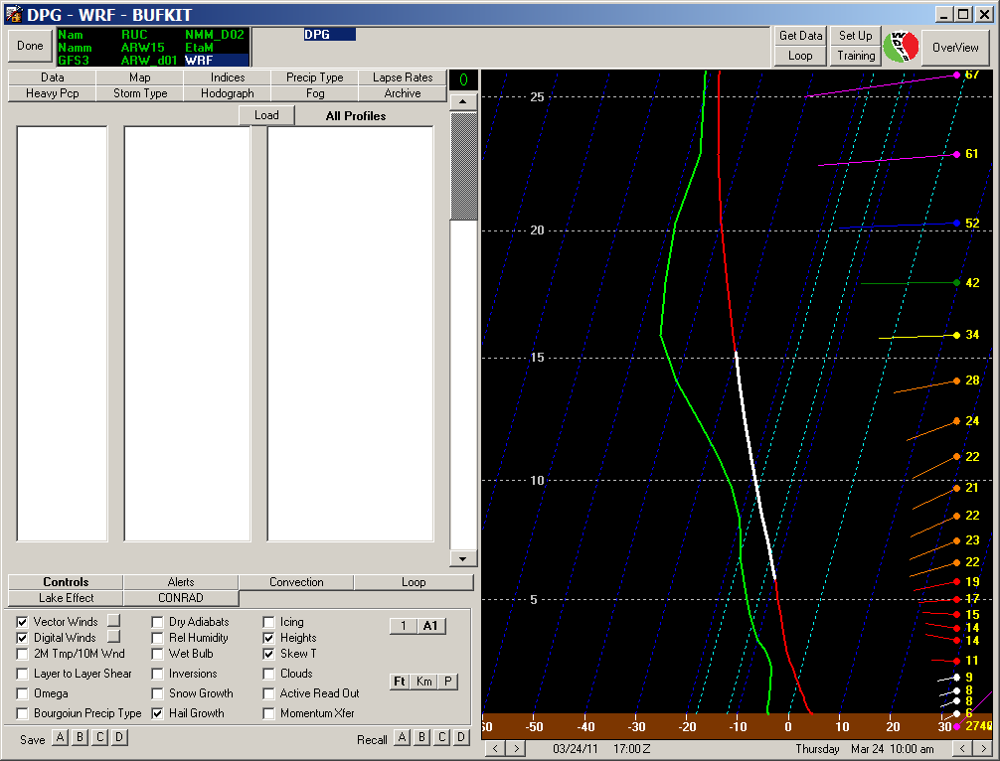 DPG - WRF - BUFKIT
Done
Nam RUC NMM_D02
Namm ARW15 EtaM
GFS3 ARW_d01 WRF
DPG
Get Data Set Up
Loop Training
WDTB
OverView
Data Map Indices Precip Type Lapse Rates
Heavy Pcp Storm Type Hodograph Fog Archive
0
Load All Profiles
67
25
61
20
52
42
34
15
28
24
22
10
21
22
23
22
19
5
17
15
14
14
11
9
8
8
6
Controls Alerts Convection Loop
Lake Effect CONRAD
Vector Winds Dry Adiabats Icing
Digital Winds Rel Humidity Heights
2M Tmp/10M Wnd Wet Bulb Skew T
Layer to Layer Shear Inversions Clouds
Omega Snow Growth Active Read Out
Bourgoiun Precip Type Hail Growth Momentum Xfer
1 A1
Ft Km P
-50 -40 -30 -20 -10 0 10 20 30 2740
Save A B C D Recall A B C D
< > 03/24/11 17:00Z Thursday Mar 24 10:00 am < >